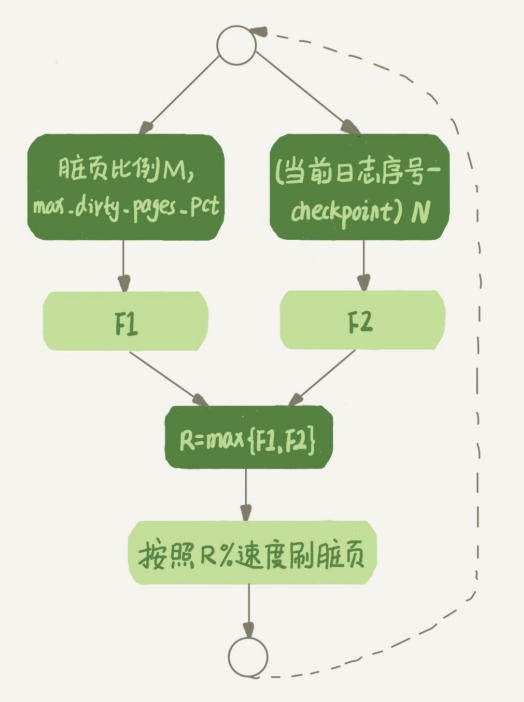 脏页比例M,
max_dirty_pages_Pct
(当前日志序号-
checkpoint) N
F1
F2
R=max{F1,F2}
按照R%速度刷脏页